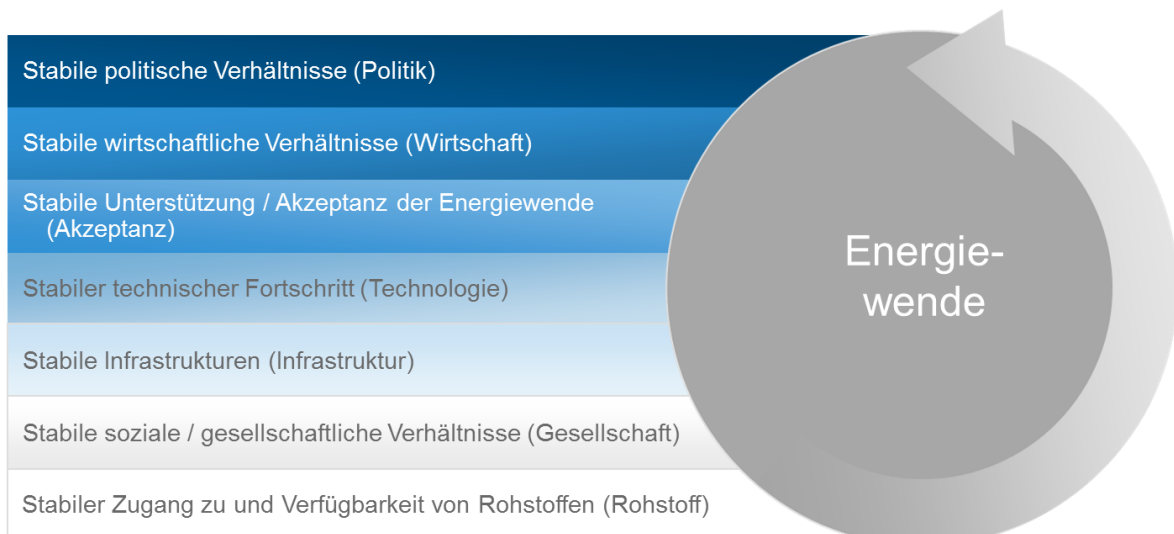 Stabile politische Verhältnisse (Politik)
Stabile wirtschaftliche Verhältnisse (Wirtschaft)
Stabile Unterstützung / Akzeptanz der Energiewende
(Akzeptanz)
Stabiler technischer Fortschritt (Technologie)
Stabile Infrastrukturen (Infrastruktur)
Stabile soziale / gesellschaftliche Verhältnisse (Gesellschaft)
Stabiler Zugang zu und Verfügbarkeit von Rohstoffen (Rohstoff)
Energie-
wende